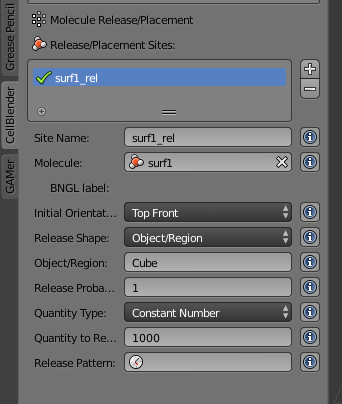 Grease Pencil
CellBlender
GAMer
Molecule Release/Placement
Release/Placement Sites:
surf1_rel
Site Name: surf1_rel
Molecule: surf1
BNGL label:
Initial Orientat... Top Front
Release Shape: Object/Region
Object/Region: Cube
Release Proba... 1
Quantity Type: Constant Number
Quantity to Re... 1000
Release Pattern: